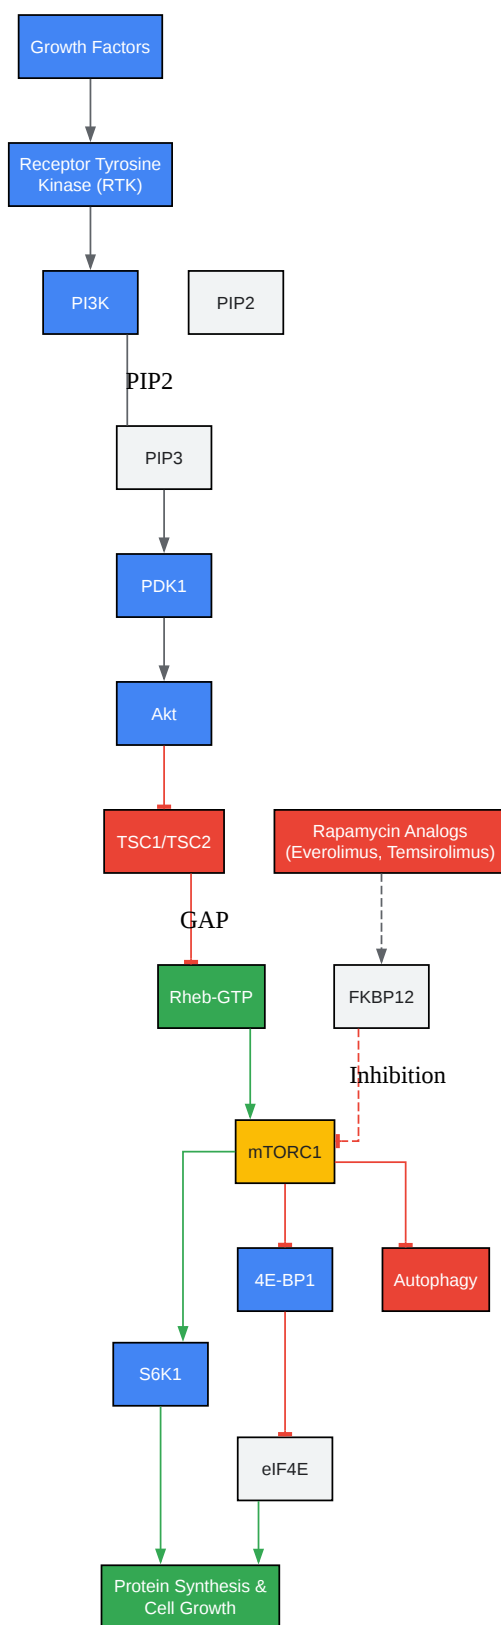 Growth Factors
Receptor Tyrosine
Kinase (RTK)
PI3K
PIP2
PIP2
PIP3
PDK1
Akt
TSC1/TSC2
Rapamycin Analogs
(Everolimus, Temsirolimus)
GAP
Rheb-GTP
FKBP12
Inhibition
mTORC1
4E-BP1
Autophagy
S6K1
eIF4E
Protein Synthesis &
Cell Growth